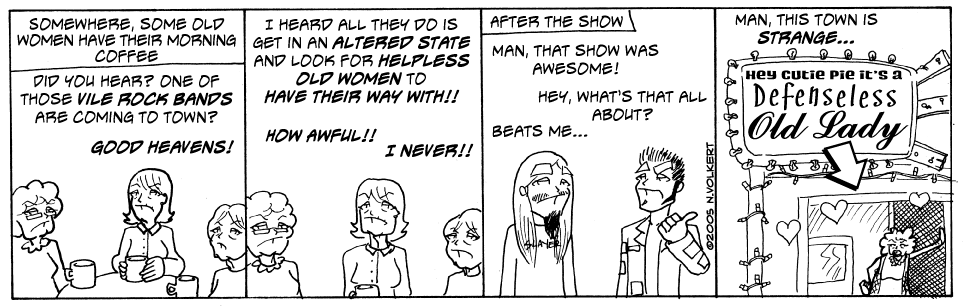 SOMEWHERE, SOME OLD
WOMEN HAVE THEIR MORNING
COFFEE
DID YOU HEAR? ONE OF
THOSE VILE ROCK BANDS
ARE COMING TO TOWN?
GOOD HEAVENS!
I HEARD ALL THEY DO IS
GET IN AN ALTERED STATE
AND LOOK FOR HELPLESS
OLD WOMEN TO
HAVE THEIR WAY WITH!!
HOW AWFUL!!
I NEVER!!
AFTER THE SHOW
MAN, THAT SHOW WAS
AWESOME!
HEY, WHAT'S THAT ALL
ABOUT?
BEATS ME...
SLAYER
©2005 N.VOLKERT
MAN, THIS TOWN IS
STRANGE...
Hey Cutie Pie it's a
Defenseless
Old Lady